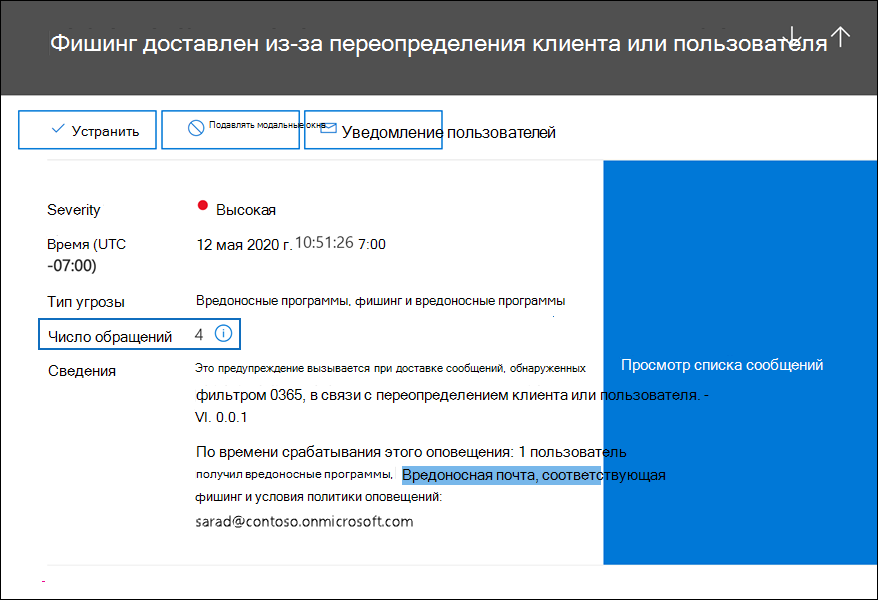 Фишинг доставлен из-за переопределения клиента или пользователя
Устранить
Подавлять модальные окна.
Уведомление пользователей
Severity
Высокая
Время (UTC
-07:00)
12 мая 2020 г. 10:51:26 7:00
Тип угрозы
Вредоносные программы, фишинг и вредоносные программы
Число обращений
4
Сведения
Это предупреждение вызывается при доставке сообщений, обнаруженных
фильтром 0365, в связи с переопределением клиента или пользователя. -
VI. 0.0.1
По времени срабатывания этого оповещения: 1 пользователь
получил вредоносные программы, Вредоносная почта, соответствующая
фишинг и условия политики оповещений:
sarad@contoso.onmicrosoft.com
Просмотр списка сообщений